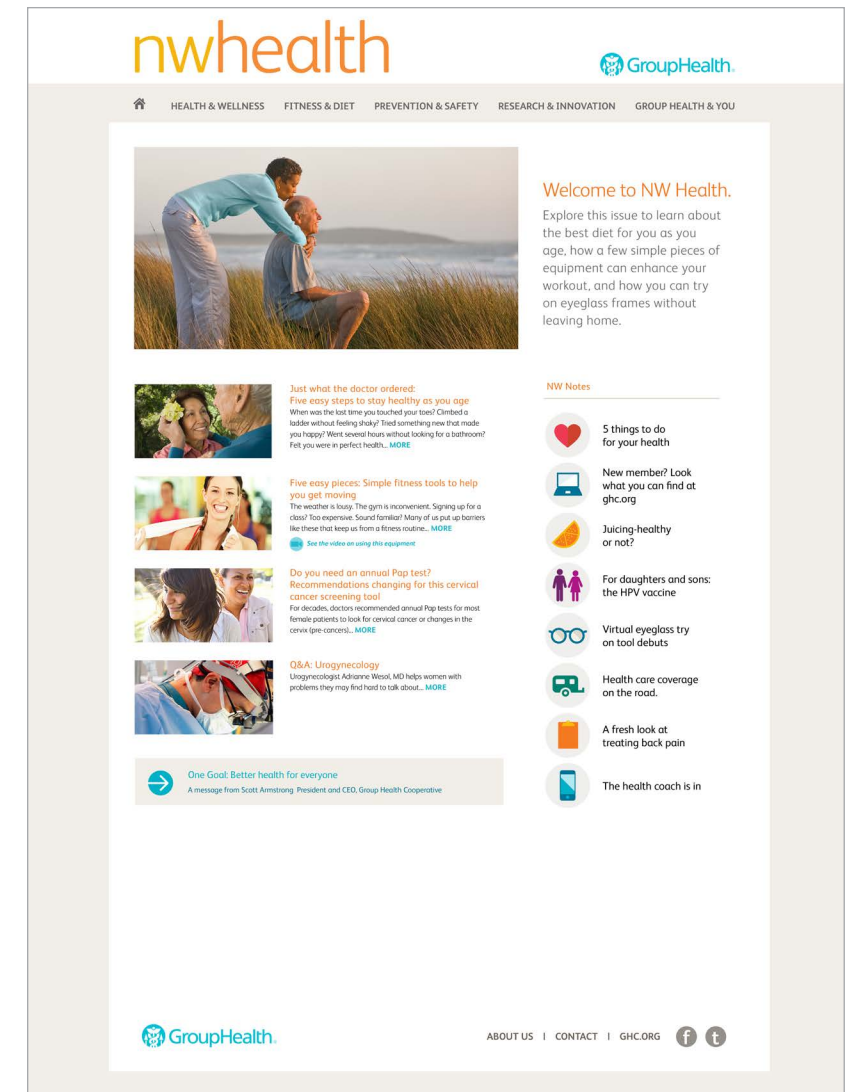 nwhealth
GroupHealth.
HEALTH & WELLNESS FITNESS & DIET PREVENTION & SAFETY RESEARCH & INNOVATION GROUP HEALTH & YOU
Welcome to NW Health.
Explore this issue to learn about
the best diet for you as you
age, how a few simple pieces of
equipment can enhance your
workout, and how you can try
on eyeglass frames without
leaving home.
Just what the doctor ordered:
Five easy steps to stay healthy as you age
When was the last time you touched your toes? Climbed a
ladder without feeling shaky? Tried something new that made
you happy? Went several hours without looking for a bathroom?
Felt you were in perfect health... MORE
Five easy pieces: Simple fitness tools to help
you get moving
The weather is lousy. The gym is inconvenient. Signing up for a
class? Too expensive. Sound familiar? Many of us put up barriers
like these that keep us from a fitness routine... MORE
See the video on using this equipment
Do you need an annual Pap test?
Recommendations changing for this cervical
cancer screening tool
For decades, doctors recommended annual Pap tests for most
female patients to look for cervical cancer or changes in the
cervix (pre-cancers)... MORE
Q&A: Urogynecology
Urogynecologist Adrianne Wesol, MD helps women with
problems they may find hard to talk about... MORE
One Goal: Better health for everyone
A message from Scott Armstrong President and CEO, Group Health Cooperative
NW Notes
5 things to do
for your health
New member? Look
what you can find at
ghc.org
Juicing-healthy
or not?
For daughters and sons:
the HPV vaccine
Virtual eyeglass try
on tool debuts
Health care coverage
on the road.
A fresh look at
treating back pain
The health coach is in
GroupHealth.
ABOUT US | CONTACT | GHC.ORG f t